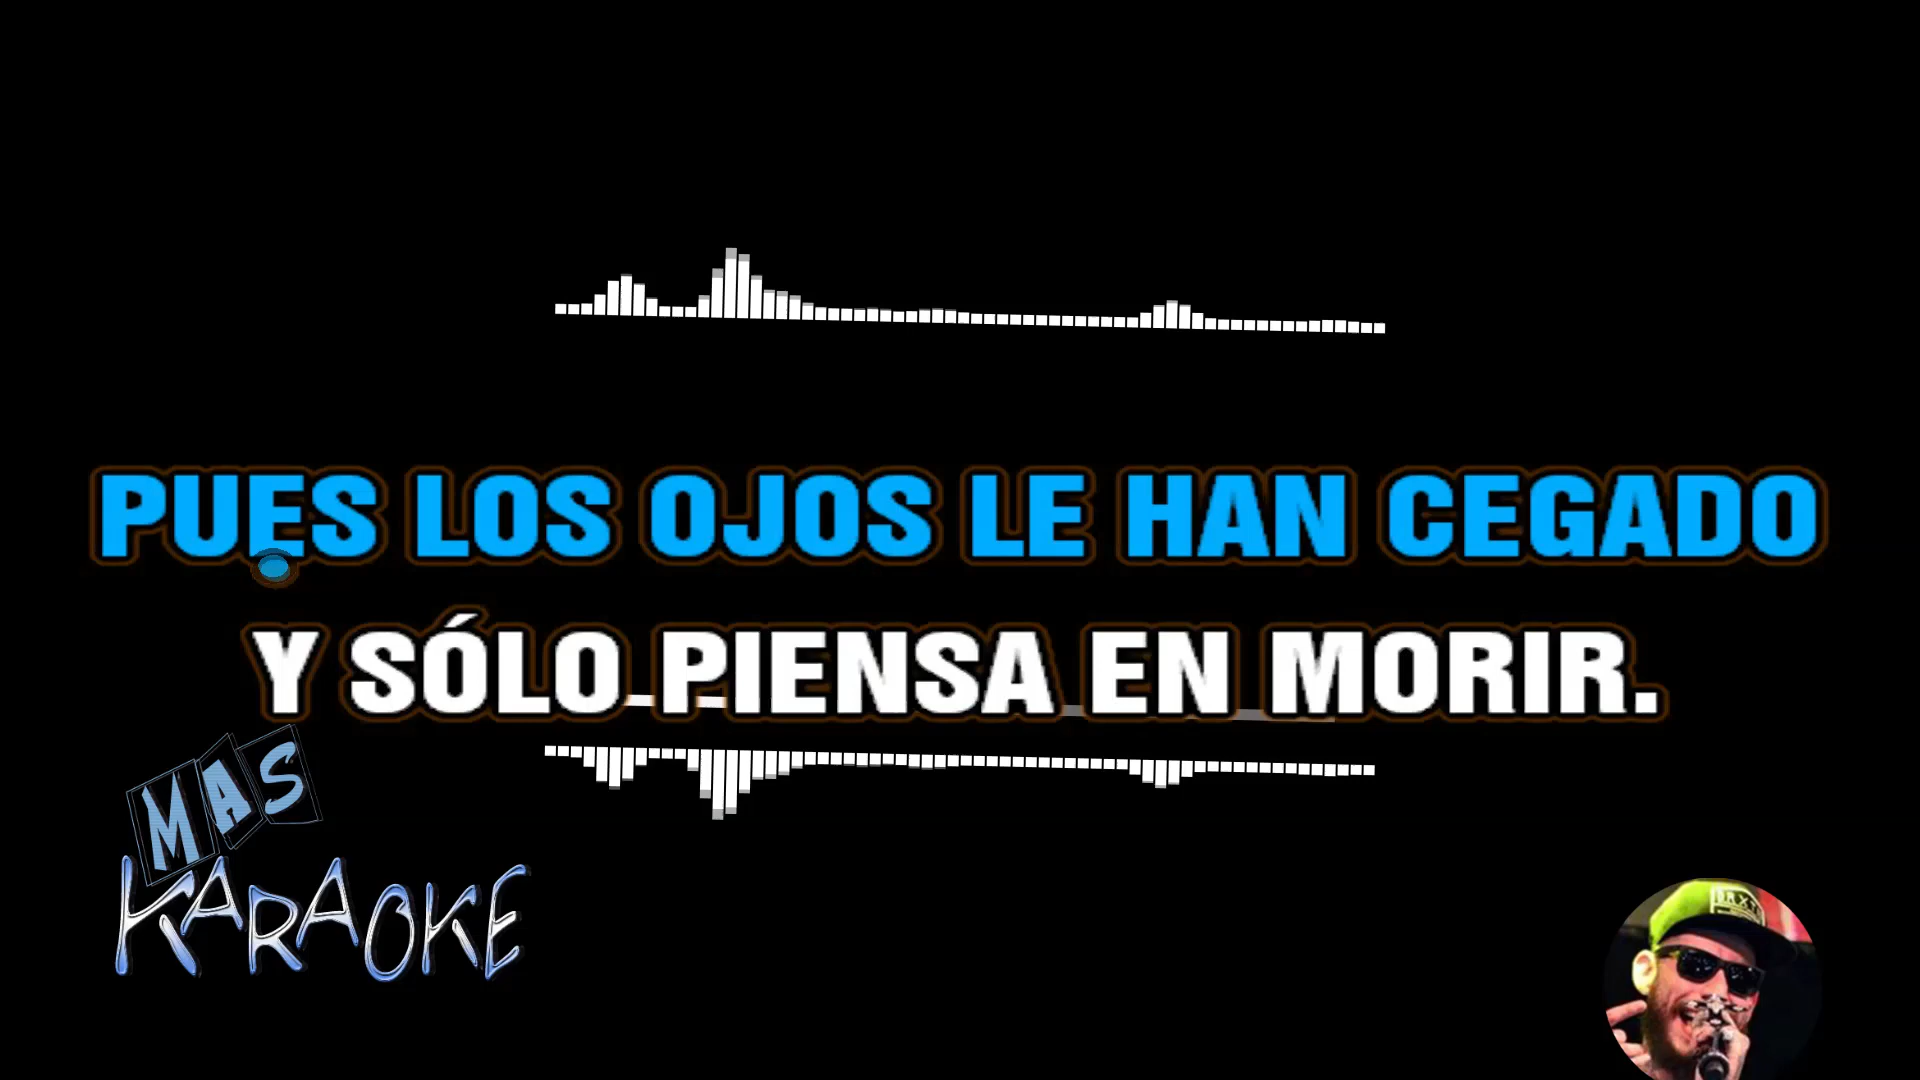 PUES LOS OJOS LE HAN CEGADO
Y SÓLO PIENSA EN MORIR.
MAS
KARAOKE